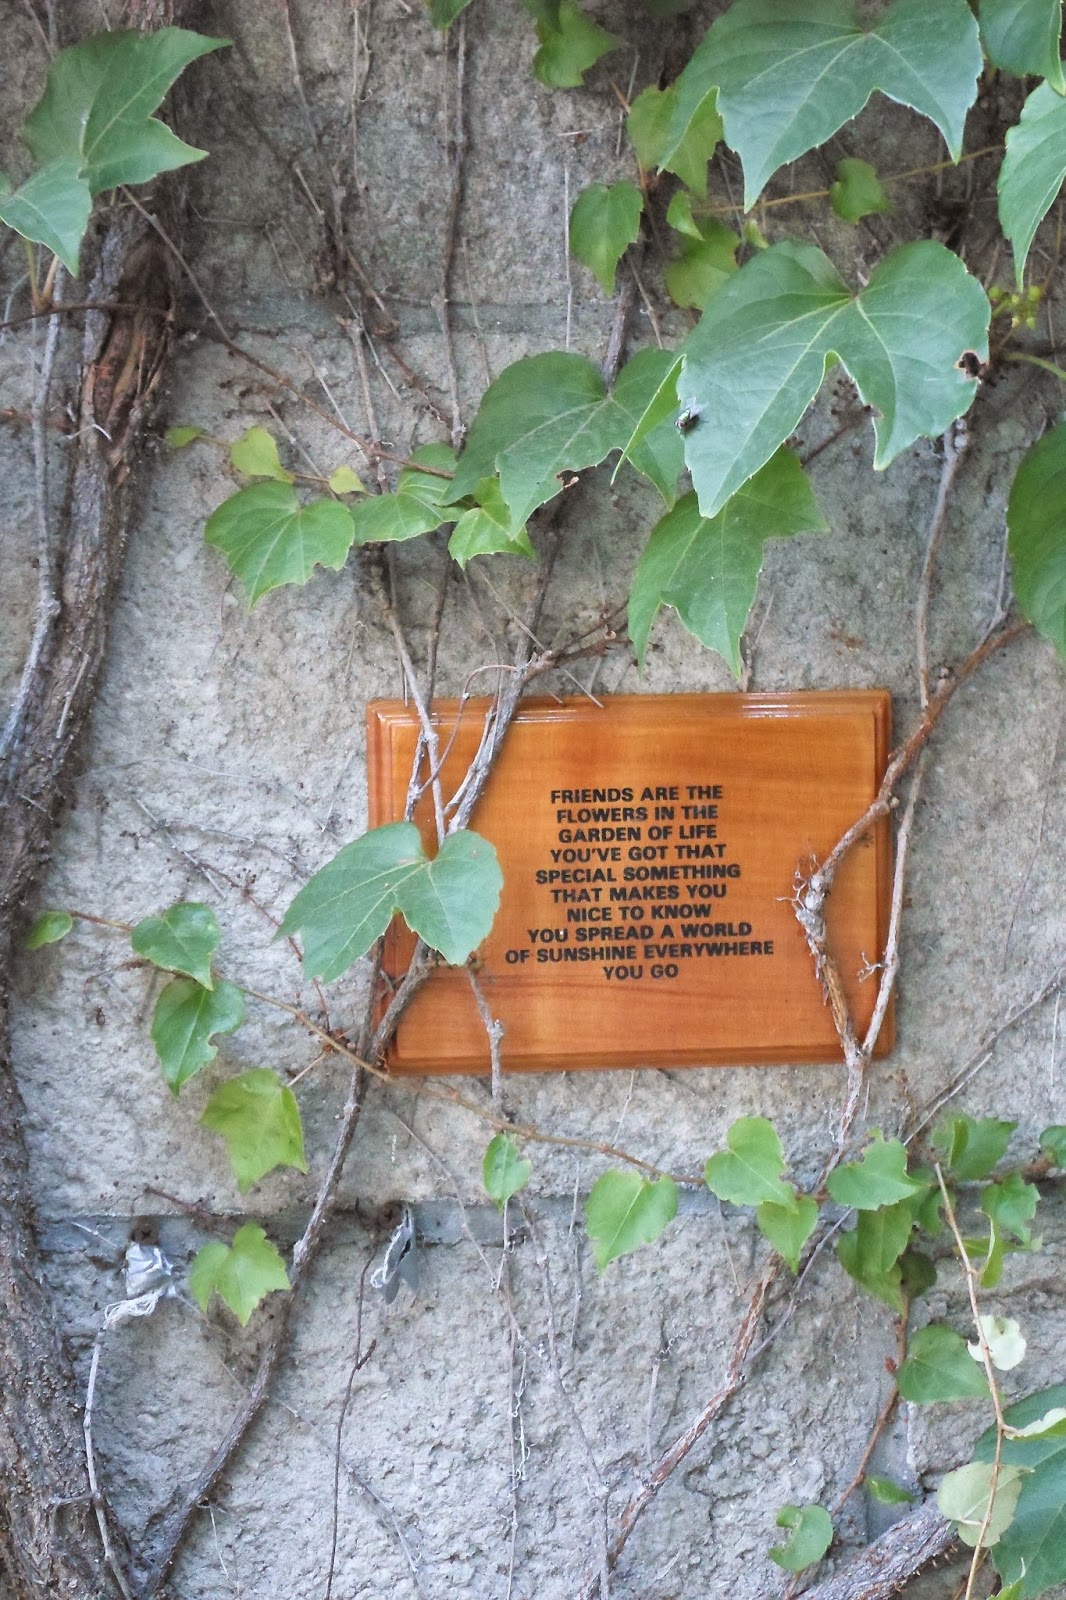 FRIENDS ARE THE
FLOWERS IN THE
GARDEN OF LIFE
YOU'VE GOT THAT
SPECIAL SOMETHING
THAT MAKES YOU
NICE TO KNOW
YOU SPREAD A WORLD
OF SUNSHINE EVERYWHERE
YOU GO